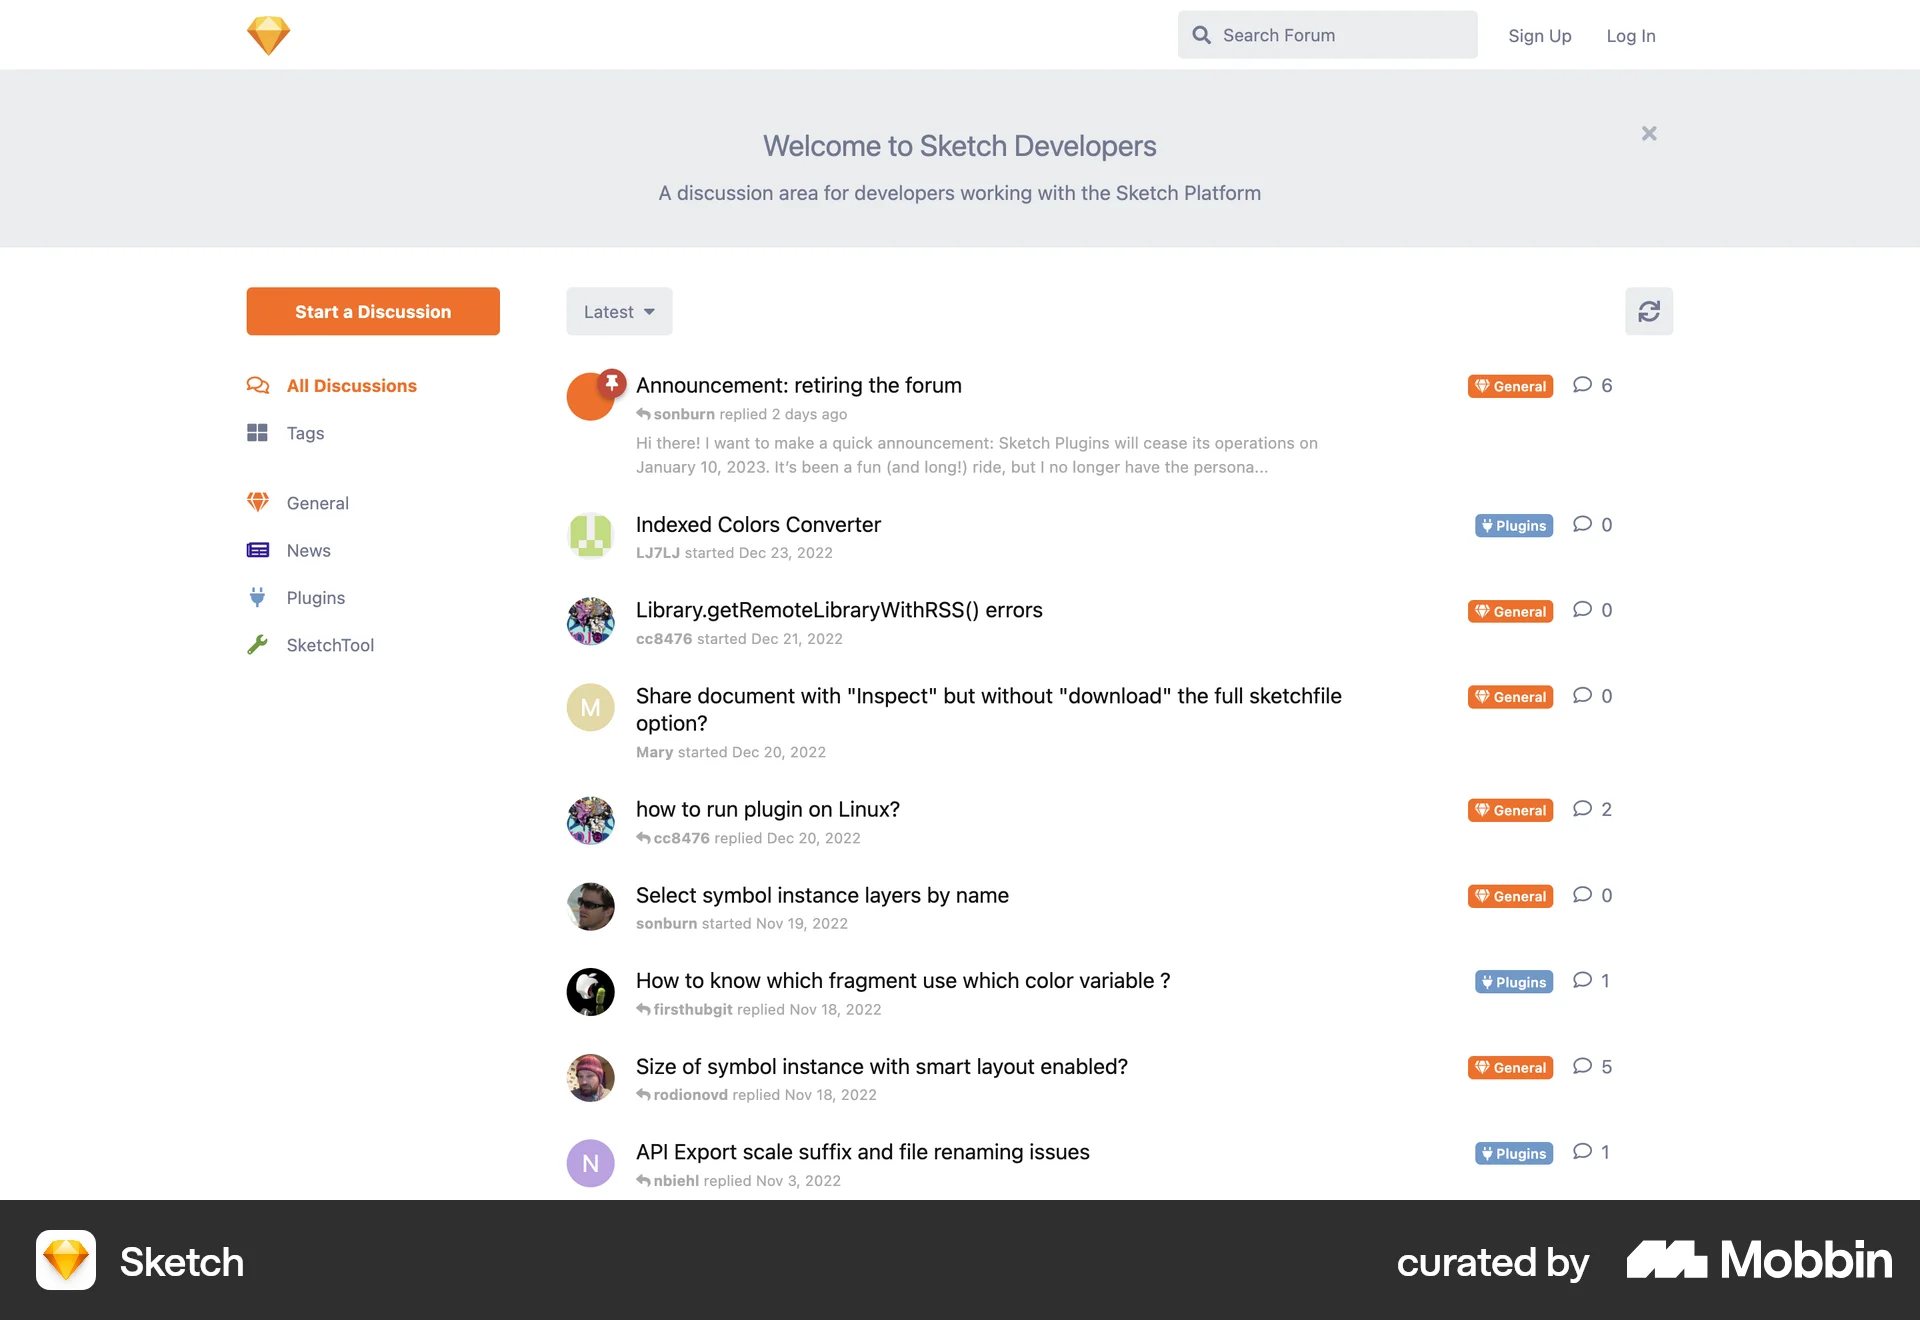 Search Forum
Sign Up
Log In
Welcome to Sketch Developers
A discussion area for developers working with the Sketch Platform
Start a Discussion
Latest
All Discussions
Tags
General
News
Plugins
SketchTool
Announcement: retiring the forum
General 6
sonburn replied 2 days ago
Hi there! I want to make a quick announcement: Sketch Plugins will cease its operations on
January 10, 2023. It’s been a fun (and long!) ride, but I no longer have the persona...
Indexed Colors Converter
Plugins 0
LJ7LJ started Dec 23, 2022
Library.getRemoteLibraryWithRSS() errors
General 0
cc8476 started Dec 21, 2022
Share document with "Inspect" but without "download" the full sketchfile
option?
General 0
Mary started Dec 20, 2022
M
how to run plugin on Linux?
General 2
cc8476 replied Dec 20, 2022
Select symbol instance layers by name
General 0
sonburn started Nov 19, 2022
How to know which fragment use which color variable ?
Plugins 1
firsthubgit replied Nov 18, 2022
Size of symbol instance with smart layout enabled?
General 5
rodionovd replied Nov 18, 2022
N
API Export scale suffix and file renaming issues
Plugins 1
nbiehl replied Nov 3, 2022
Sketch
curated by
Mobbin